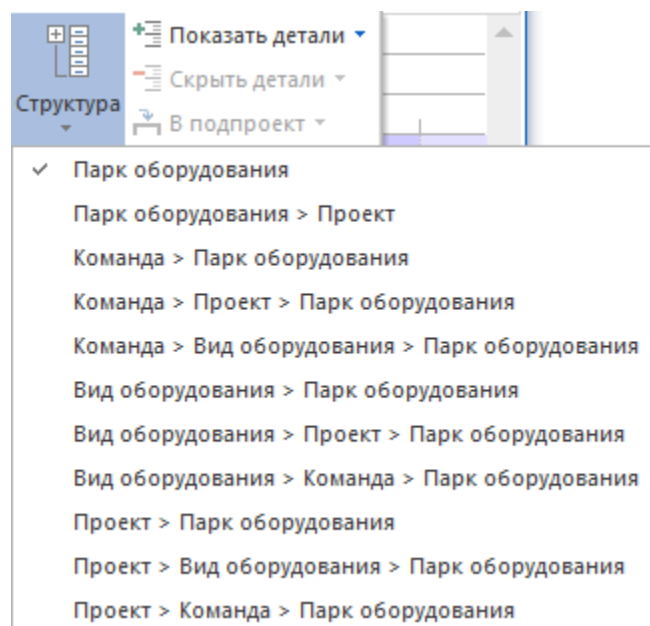 Показать детали
Скрыть детали
Структура
В подпроект
Парк оборудования
Парк оборудования > Проект
Команда > Парк оборудования
Команда > Проект > Парк оборудования
Команда > Вид оборудования > Парк оборудования
Вид оборудования > Парк оборудования
Вид оборудования > Проект > Парк оборудования
Вид оборудования > Команда > Парк оборудования
Проект > Парк оборудования
Проект > Вид оборудования > Парк оборудования
Проект > Команда > Парк оборудования